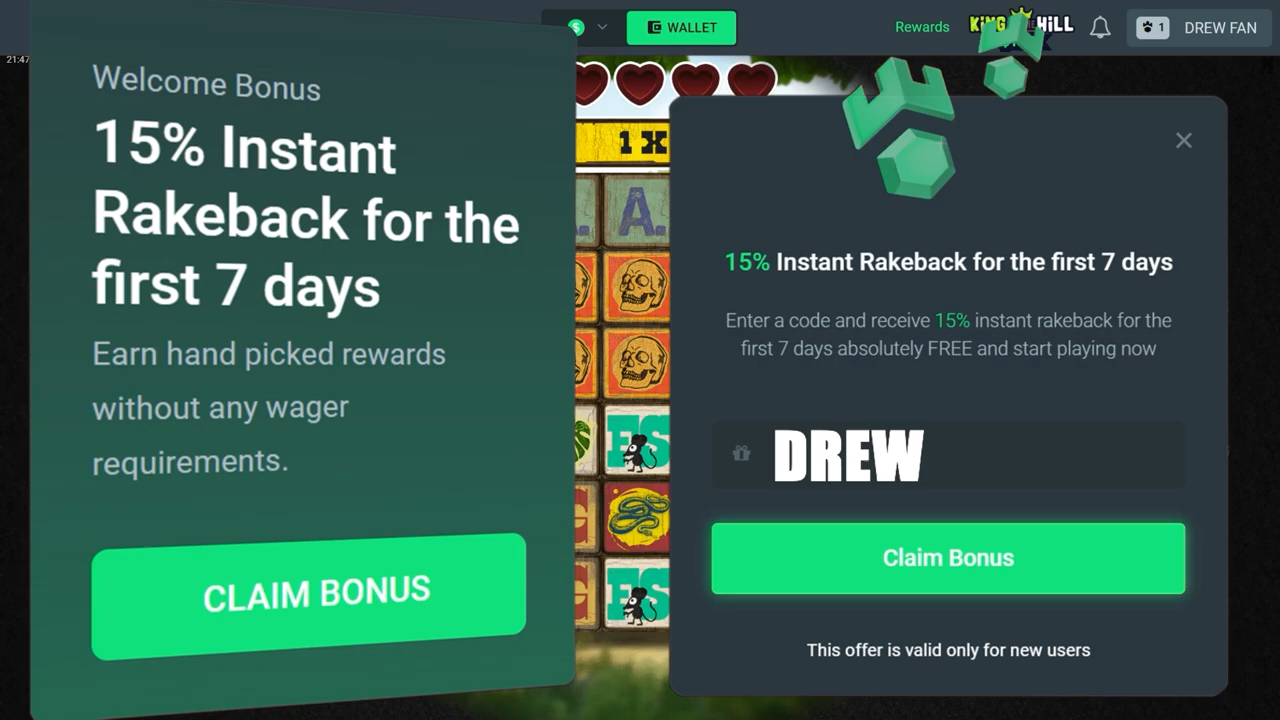 WALLET
Rewards
KING HILL
1
DREW FAN
21:47
Welcome Bonus
15% Instant
Rakeback for the
first 7 days
Earn hand picked rewards
without any wager
requirements.
CLAIM BONUS
1X
A.
ES
G
ES
G
15% Instant Rakeback for the first 7 days
Enter a code and receive 15% instant rakeback for the
first 7 days absolutely FREE and start playing now
DREW
Claim Bonus
This offer is valid only for new users